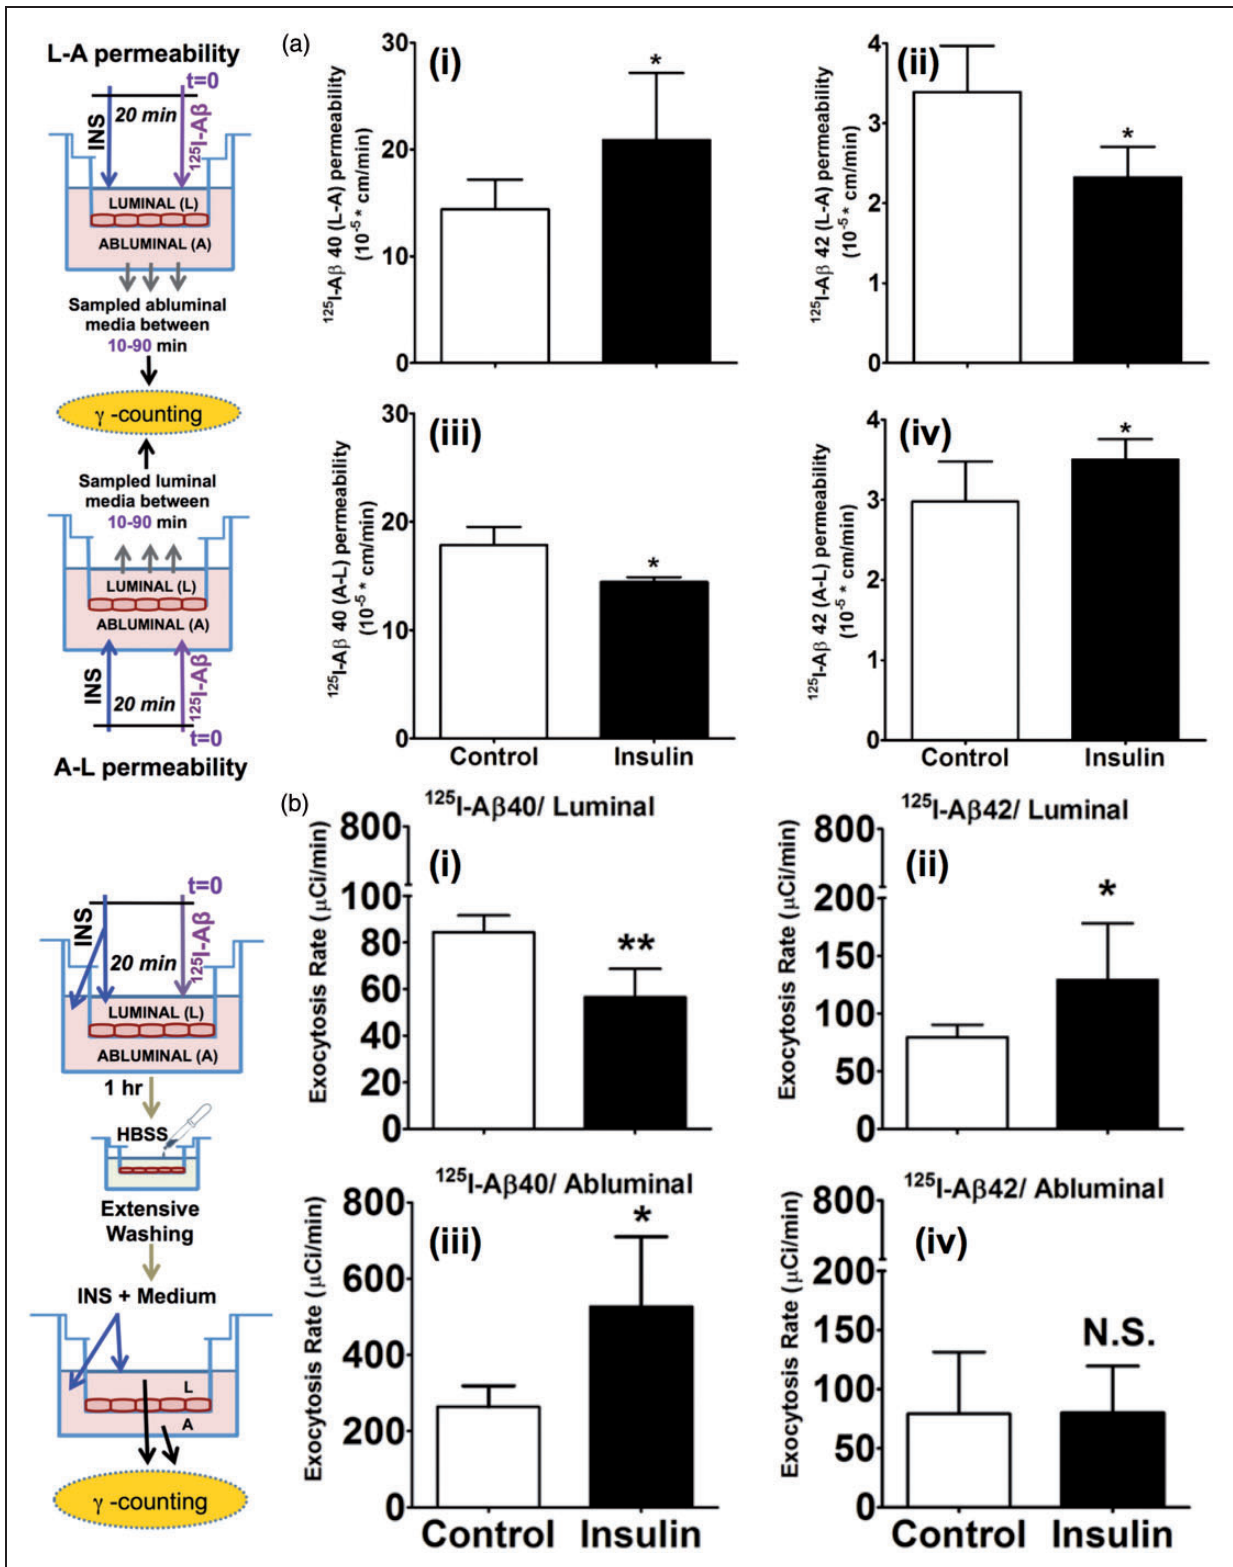 L-A permeability
t=0
20 min
INS
¹²⁵I-Aβ
LUMINAL (L)
ABLUMINAL (A)
Sampled abluminal
media between
10-90 min
γ -counting
Sampled luminal
media between
10-90 min
LUMINAL (L)
ABLUMINAL (A)
INS
20 min
¹²⁵I-Aβ
t=0
A-L permeability
(a)
(i)
¹²⁵I-Aβ 40 (L-A) permeability
(10⁻⁵ * cm/min)
30
20
10
0
*
(ii)
¹²⁵I-Aβ 42 (L-A) permeability
(10⁻⁵ * cm/min)
4
3
2
1
0
*
(iii)
¹²⁵I-Aβ 40 (A-L) permeability
(10⁻⁵ * cm/min)
30
20
10
0
*
Control
Insulin
(iv)
¹²⁵I-Aβ 42 (A-L) permeability
(10⁻⁵ * cm/min)
4
3
2
1
0
*
Control
Insulin
t=0
INS
20 min
¹²⁵I-Aβ
LUMINAL (L)
ABLUMINAL (A)
1 hr
HBSS
Extensive
Washing
INS + Medium
L
A
γ -counting
(b)
¹²⁵I-Aβ40/ Luminal
(i)
Exocytosis Rate (μCi/min)
800
100
80
60
40
20
0
**
¹²⁵I-Aβ42/ Luminal
(ii)
Exocytosis Rate (μCi/min)
800
200
150
100
50
0
*
¹²⁵I-Aβ40/ Abluminal
(iii)
Exocytosis Rate (μCi/min)
800
600
400
200
0
*
Control
Insulin
¹²⁵I-Aβ42/ Abluminal
(iv)
Exocytosis Rate (μCi/min)
800
200
150
100
50
0
N.S.
Control
Insulin